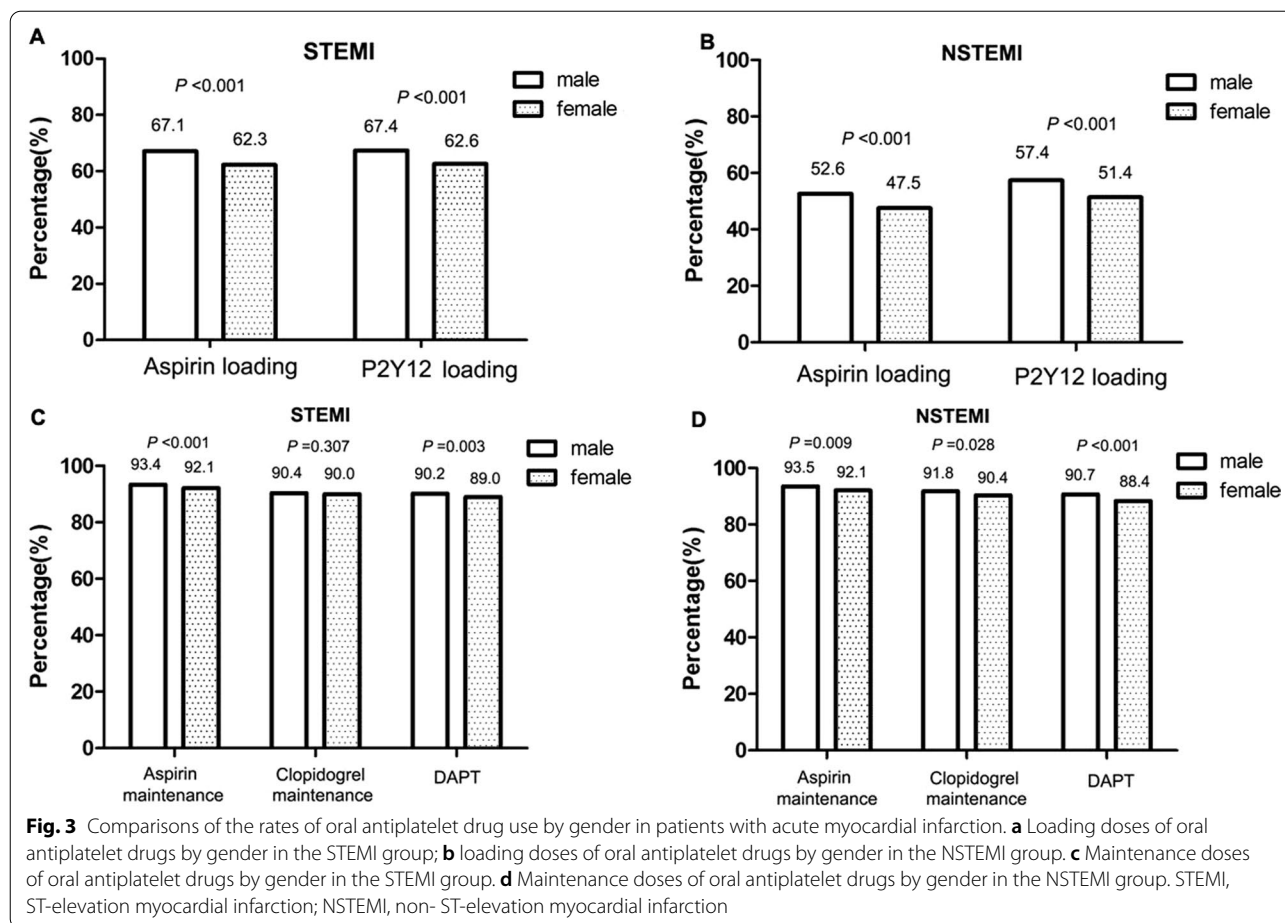 A
STEMI
male
female
P <0.001
P <0.001
67.1
62.3
67.4
62.6
Percentage(%)
100
80
60
40
20
0
Aspirin loading
P2Y12 loading
B
NSTEMI
male
female
P <0.001
P <0.001
52.6
47.5
57.4
51.4
Percentage(%)
100
80
60
40
20
0
Aspirin loading
P2Y12 loading
C
STEMI
male
female
P <0.001
P =0.307
P =0.003
93.4
92.1
90.4
90.0
90.2
89.0
Percentage(%)
100
80
60
40
20
0
Aspirin
maintenance
Clopidogrel
maintenance
DAPT
D
NSTEMI
male
female
P =0.009
P =0.028
P <0.001
93.5
92.1
91.8
90.4
90.7
88.4
Percentage(%)
100
80
60
40
20
0
Aspirin
maintenance
Clopidogrel
maintenance
DAPT
Fig. 3 Comparisons of the rates of oral antiplatelet drug use by gender in patients with acute myocardial infarction. a Loading doses of oral
antiplatelet drugs by gender in the STEMI group; b loading doses of oral antiplatelet drugs by gender in the NSTEMI group. c Maintenance doses
of oral antiplatelet drugs by gender in the STEMI group. d Maintenance doses of oral antiplatelet drugs by gender in the NSTEMI group. STEMI,
ST-elevation myocardial infarction; NSTEMI, non- ST-elevation myocardial infarction